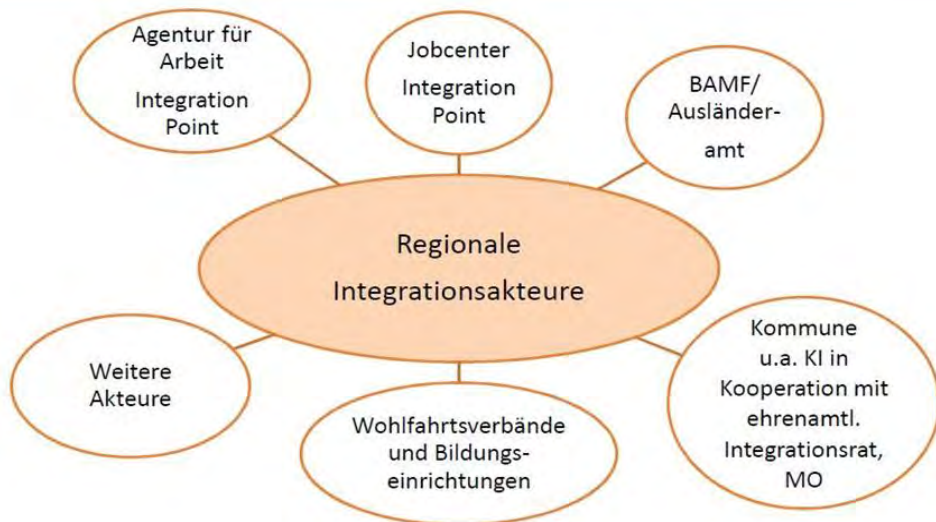 Agentur für
Arbeit
Integration
Point
Jobcenter
Integration
Point
BAMF/
Ausländer-
amt
Regionale
Integrationsakteure
Weitere
Akteure
Wohlfahrtsverbände
und Bildungs-
einrichtungen
Kommune
u.a. KI in
Kooperation mit
ehrenamtl.
Integrationsrat,
MO